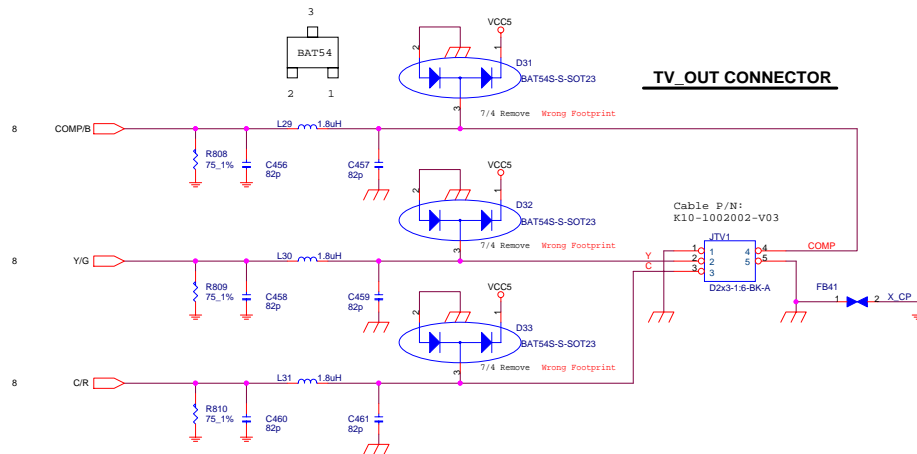 3
BAT54
2 1
VCC5
2
1
D31
BAT54S-S-SOT23
3
7/4 Remove Wrong Footprint
TV_OUT CONNECTOR
8 COMP/B
L29 1.8uH
R808
75_1%
C456
82p
C457
82p
VCC5
2
1
D32
BAT54S-S-SOT23
3
7/4 Remove Wrong Footprint
Cable P/N:
K10-1002002-V03
JTV1
1 1 4 4 COMP
Y 2 2 5 5
C 3 3
D2x3-1:6-BK-A
8 Y/G
L30 1.8uH
R809
75_1%
C458
82p
C459
82p
FB41
1 2 X_CP
VCC5
2
1
D33
BAT54S-S-SOT23
3
7/4 Remove Wrong Footprint
8 C/R
L31 1.8uH
R810
75_1%
C460
82p
C461
82p